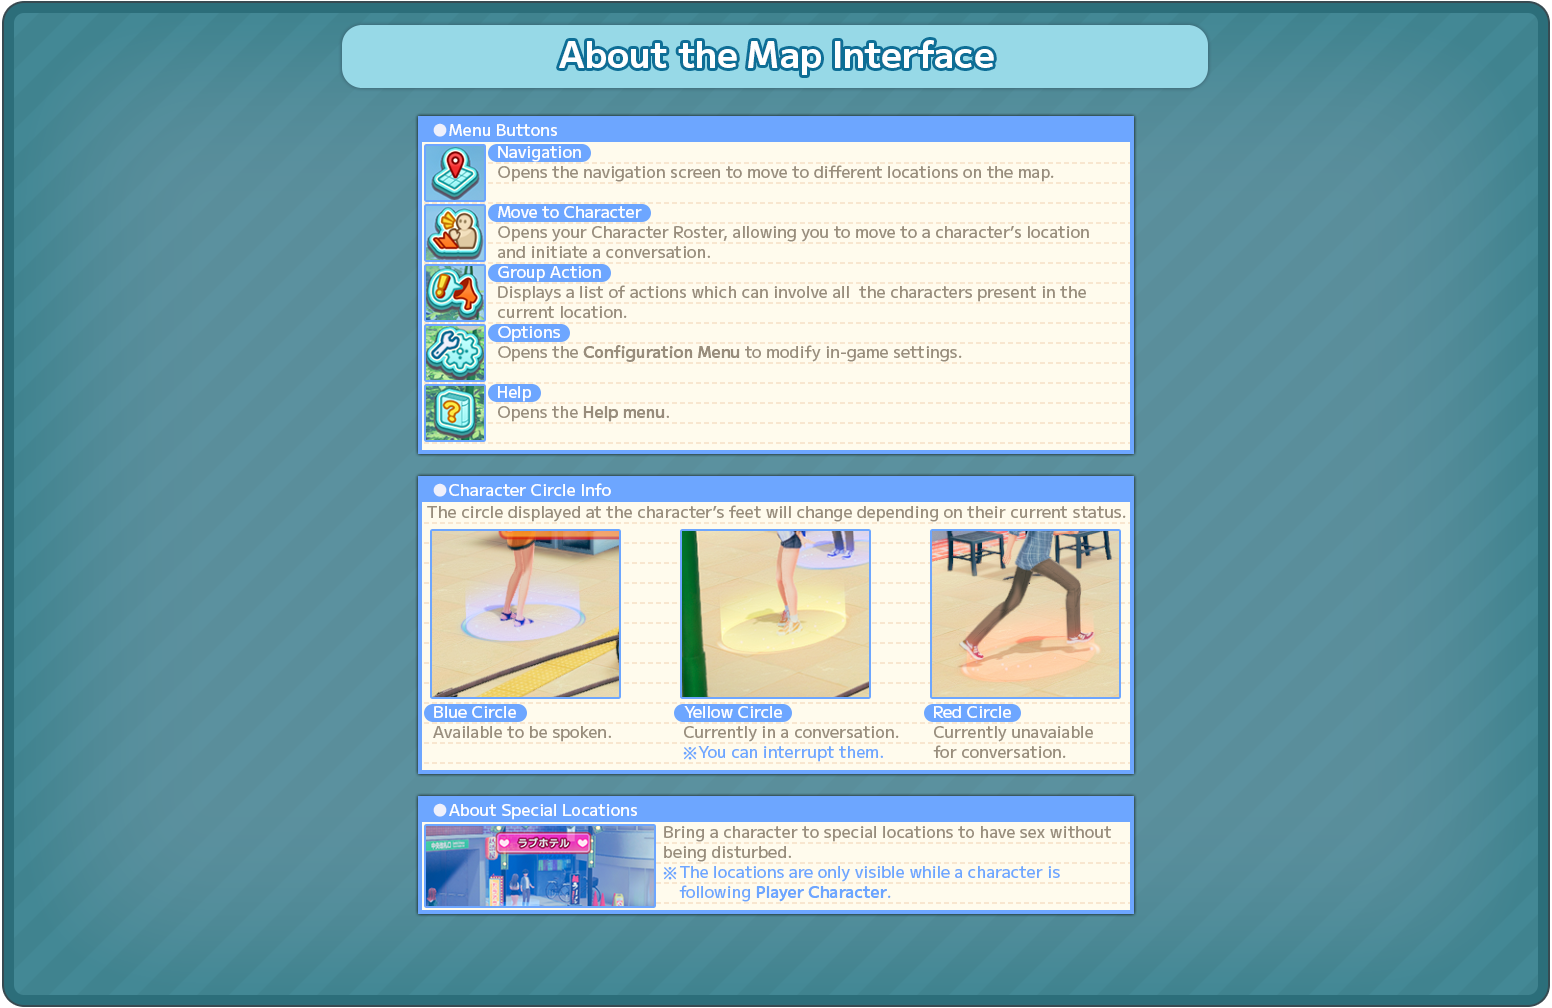 About the Map Interface
●Menu Buttons
Navigation
Opens the navigation screen to move to different locations on the map.
Move to Character
Opens your Character Roster, allowing you to move to a character’s location
and initiate a conversation.
Group Action
Displays a list of actions which can involve all  the characters present in the
current location.
Options
Opens the Configuration Menu to modify in-game settings.
Help
Opens the Help menu.
●Character Circle Info
The circle displayed at the character’s feet will change depending on their current status.
Blue Circle
Available to be spoken.
Yellow Circle
Currently in a conversation.
※You can interrupt them.
Red Circle
Currently unavaiable
for conversation.
●About Special Locations
ラブホテル
Bring a character to special locations to have sex without
being disturbed.
※The locations are only visible while a character is
following Player Character.